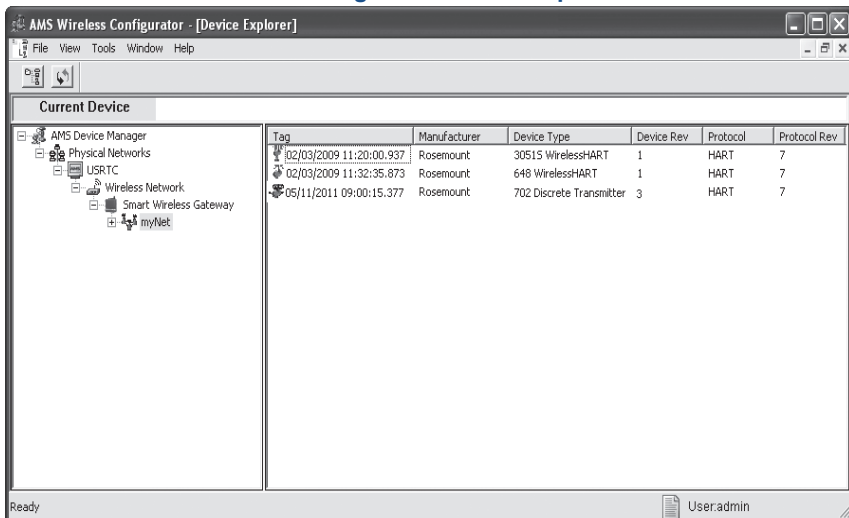 AMS Wireless Configurator - [Device Explorer]
File View Tools Window Help
Current Device
AMS Device Manager
Physical Networks
USRTC
Wireless Network
Smart Wireless Gateway
myNet
Tag Manufacturer Device Type Device Rev Protocol Protocol Rev
02/03/2009 11:20:00.937 Rosemount 3051S WirelessHART 1 HART 7
02/03/2009 11:32:35.873 Rosemount 648 WirelessHART 1 HART 7
05/11/2011 09:00:15.377 Rosemount 702 Discrete Transmitter 3 HART 7
Ready User:admin